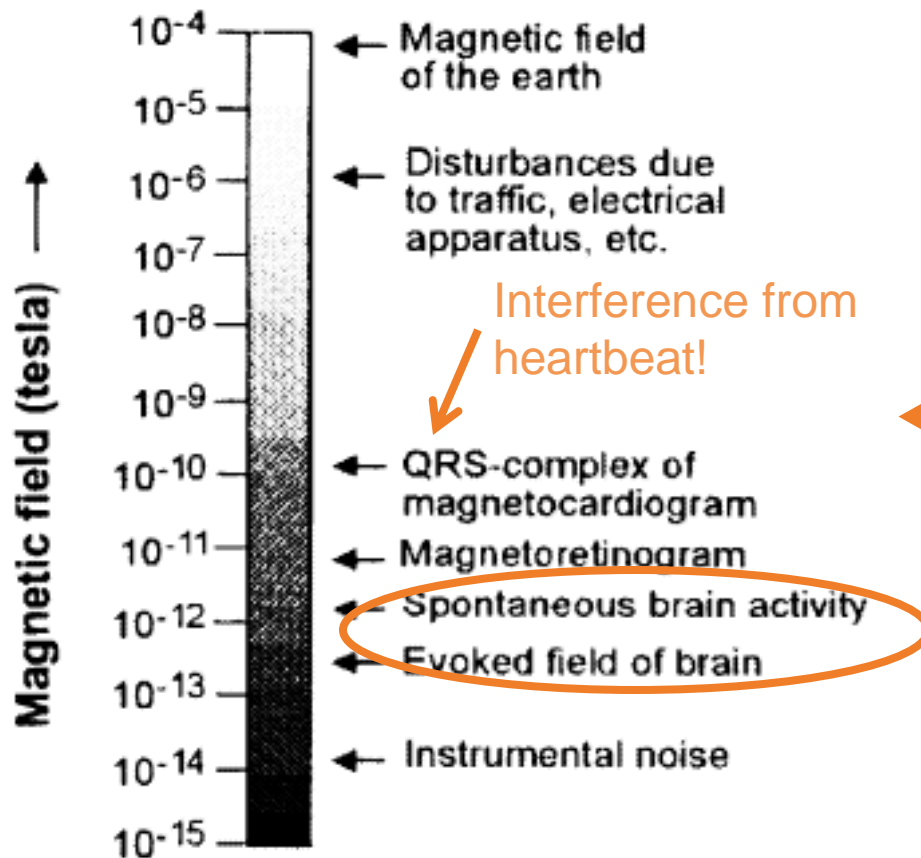 Magnetic field (tesla)
10⁻⁴
10⁻⁵
10⁻⁶
10⁻⁷
10⁻⁸
10⁻⁹
10⁻¹⁰
10⁻¹¹
10⁻¹²
10⁻¹³
10⁻¹⁴
10⁻¹⁵
Magnetic field
of the earth
Disturbances due
to traffic, electrical
apparatus, etc.
Interference from
heartbeat!
QRS-complex of
magnetocardiogram
Magnetoretinogram
Spontaneous brain activity
Evoked field of brain
Instrumental noise